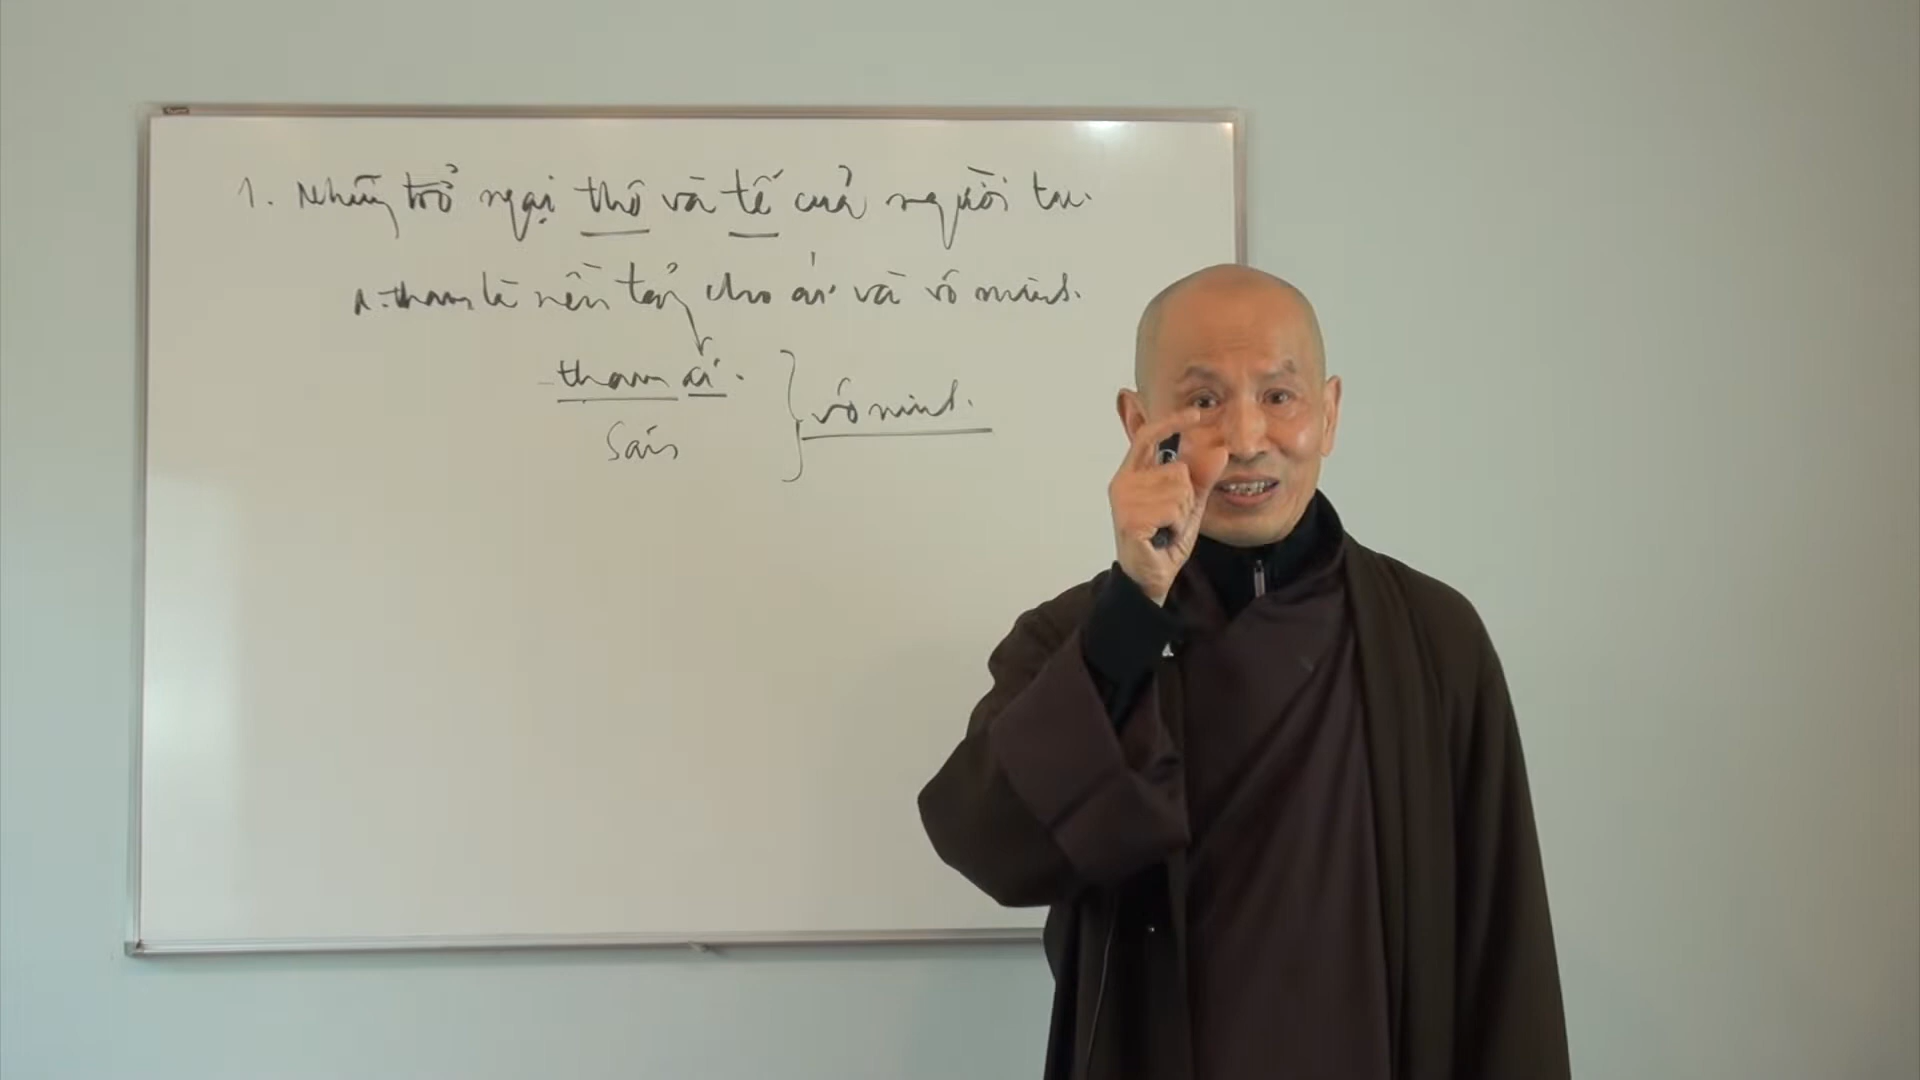 1. Những trở ngại thô và tế của người tu.
a. tham là nền tảng cho ái và vô minh.
- tham ái.
vô minh.
Sân